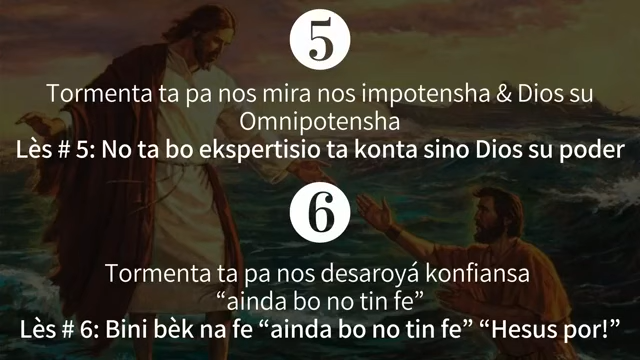 5
Tormenta ta pa nos mira nos impotensha & Dios su
Omnipotensha
Lès # 5: No ta bo ekspertisio ta konta sino Dios su poder
6
Tormenta ta pa nos desaroyá konfiansa
“ainda bo no tin fe”
Lès # 6: Bini bèk na fe “ainda bo no tin fe” “Hesus por!”